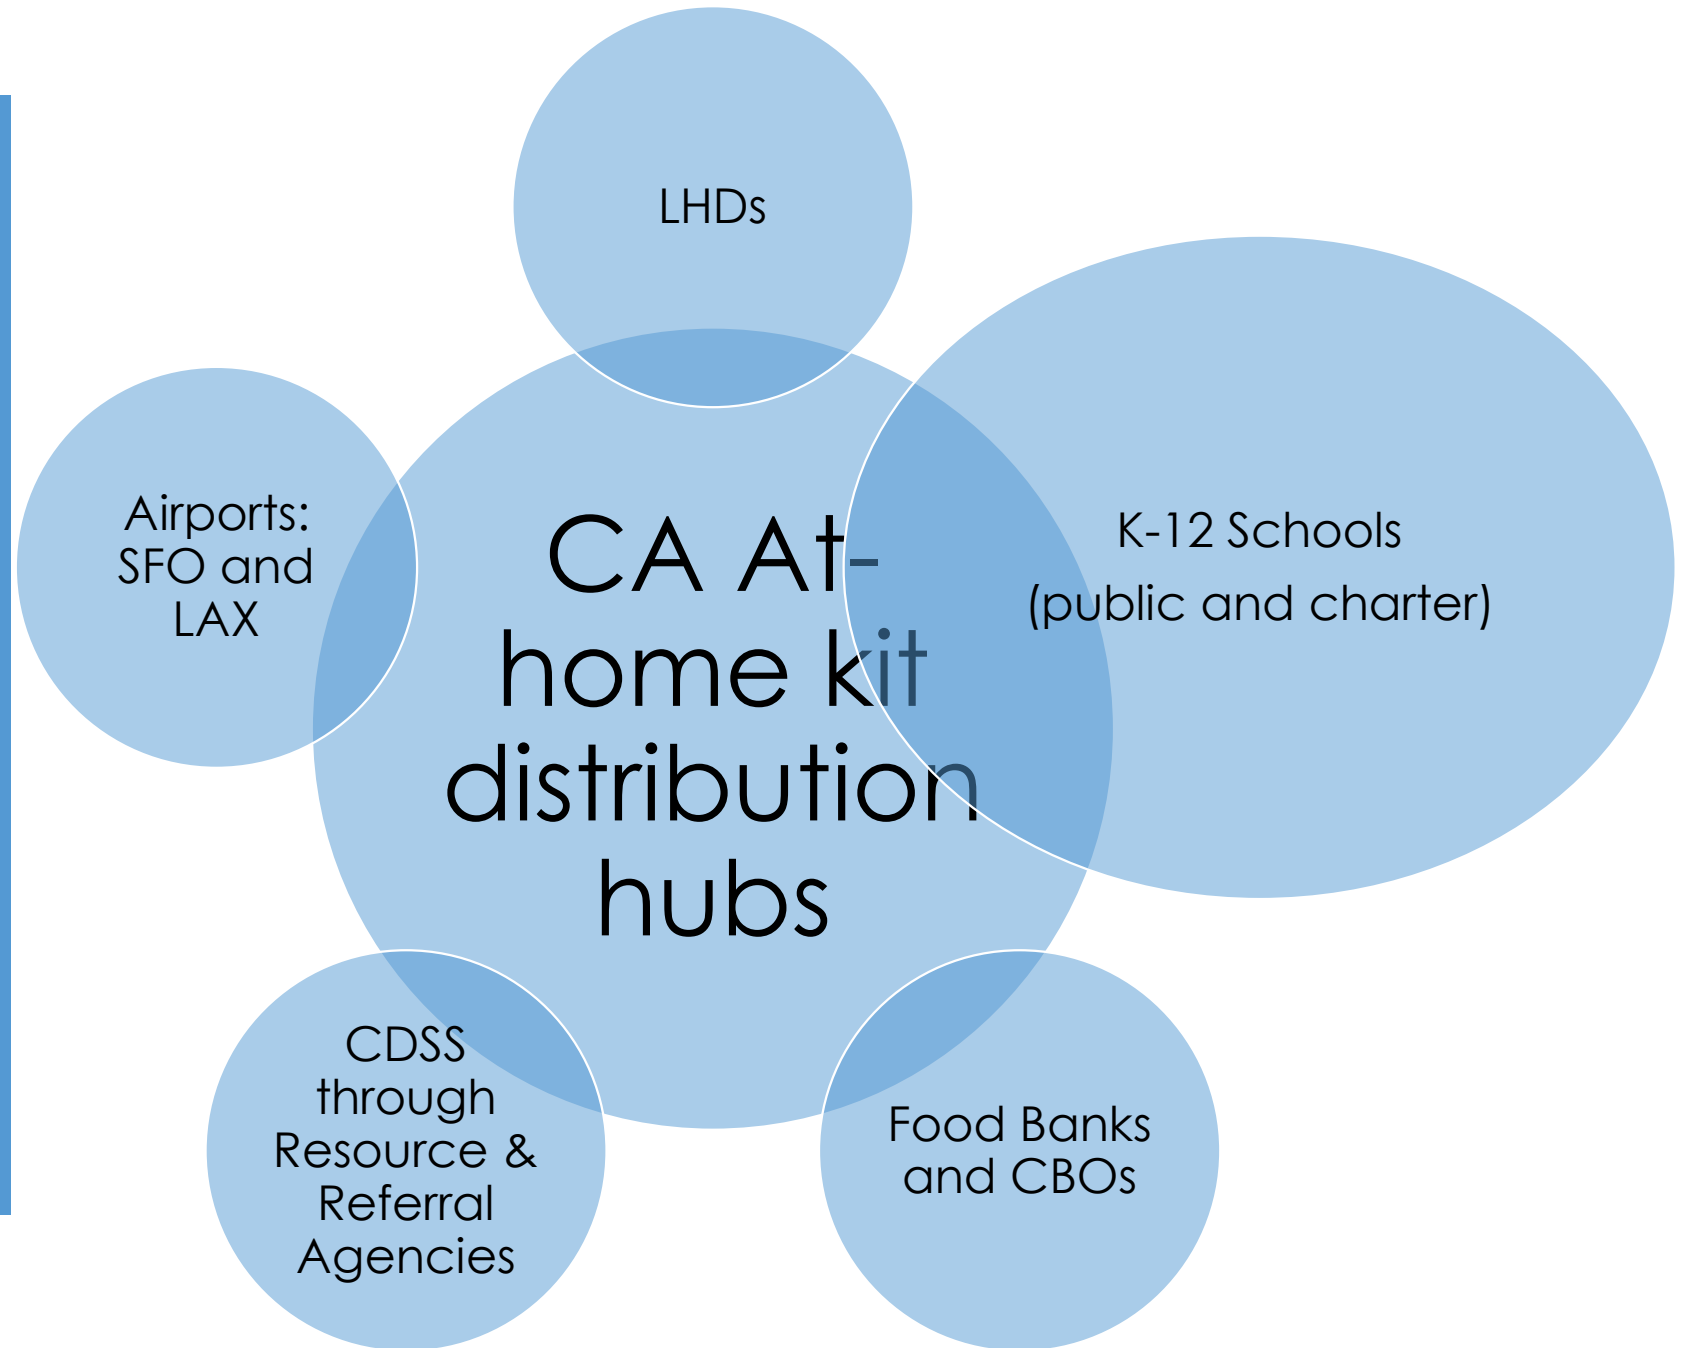 LHDs
Airports:
SFO and
LAX
CA At-
home kit
distribution
hubs
K-12 Schools
(public and charter)
CDSS
through
Resource &
Referral
Agencies
Food Banks
and CBOs